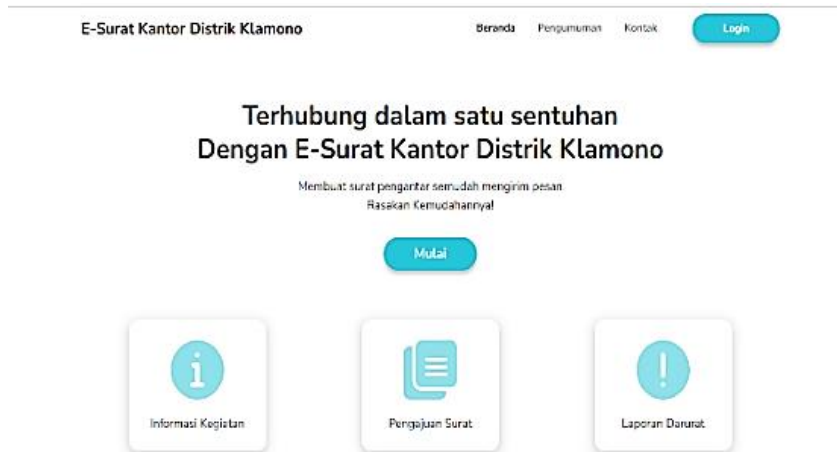 E-Surat Kantor Distrik Klamono
Beranda Pengumuman Kontak Login
Terhubung dalam satu sentuhan
Dengan E-Surat Kantor Distrik Klamono
Membuat surat pengantar semudah mengirim pesan
Rasakan Kemudahannya!
Mulai
Informasi Kegiatan Pengajuan Surat Laporan Darurat